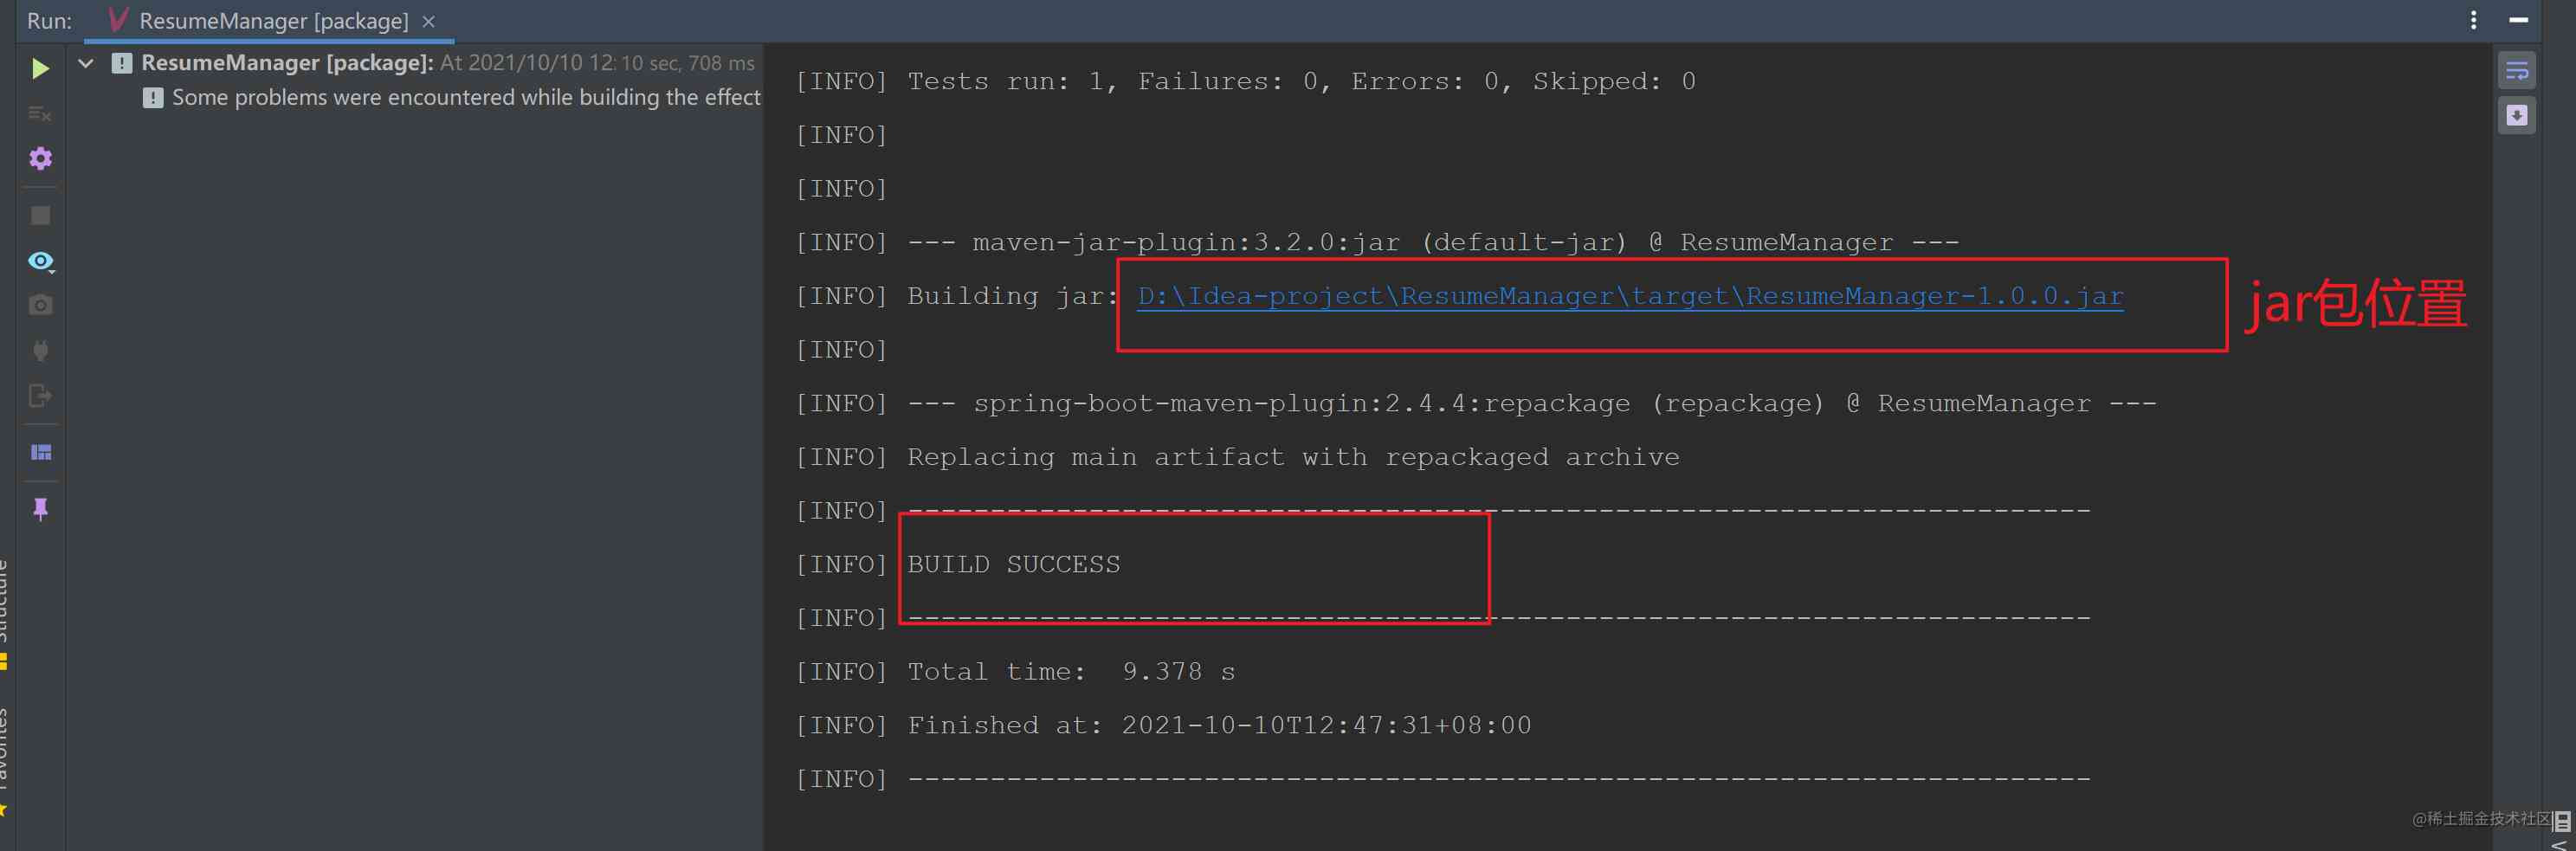 Run: ResumeManager [package]
ResumeManager [package]: At 2021/10/10 12: 10 sec, 708 ms
Some problems were encountered while building the effect
[INFO] Tests run: 1, Failures: 0, Errors: 0, Skipped: 0
[INFO]
[INFO]
[INFO] --- maven-jar-plugin:3.2.0:jar (default-jar) @ ResumeManager ---
[INFO] Building jar: D:\Idea-project\ResumeManager\target\ResumeManager-1.0.0.jar
jar包位置
[INFO]
[INFO] --- spring-boot-maven-plugin:2.4.4:repackage (repackage) @ ResumeManager ---
[INFO] Replacing main artifact with repackaged archive
[INFO] ------------------------------------------------------------------------
[INFO] BUILD SUCCESS
[INFO] ------------------------------------------------------------------------
[INFO] Total time:  9.378 s
[INFO] Finished at: 2021-10-10T12:47:31+08:00
[INFO] ------------------------------------------------------------------------
Structure
Favorites
@稀土掘金技术社区